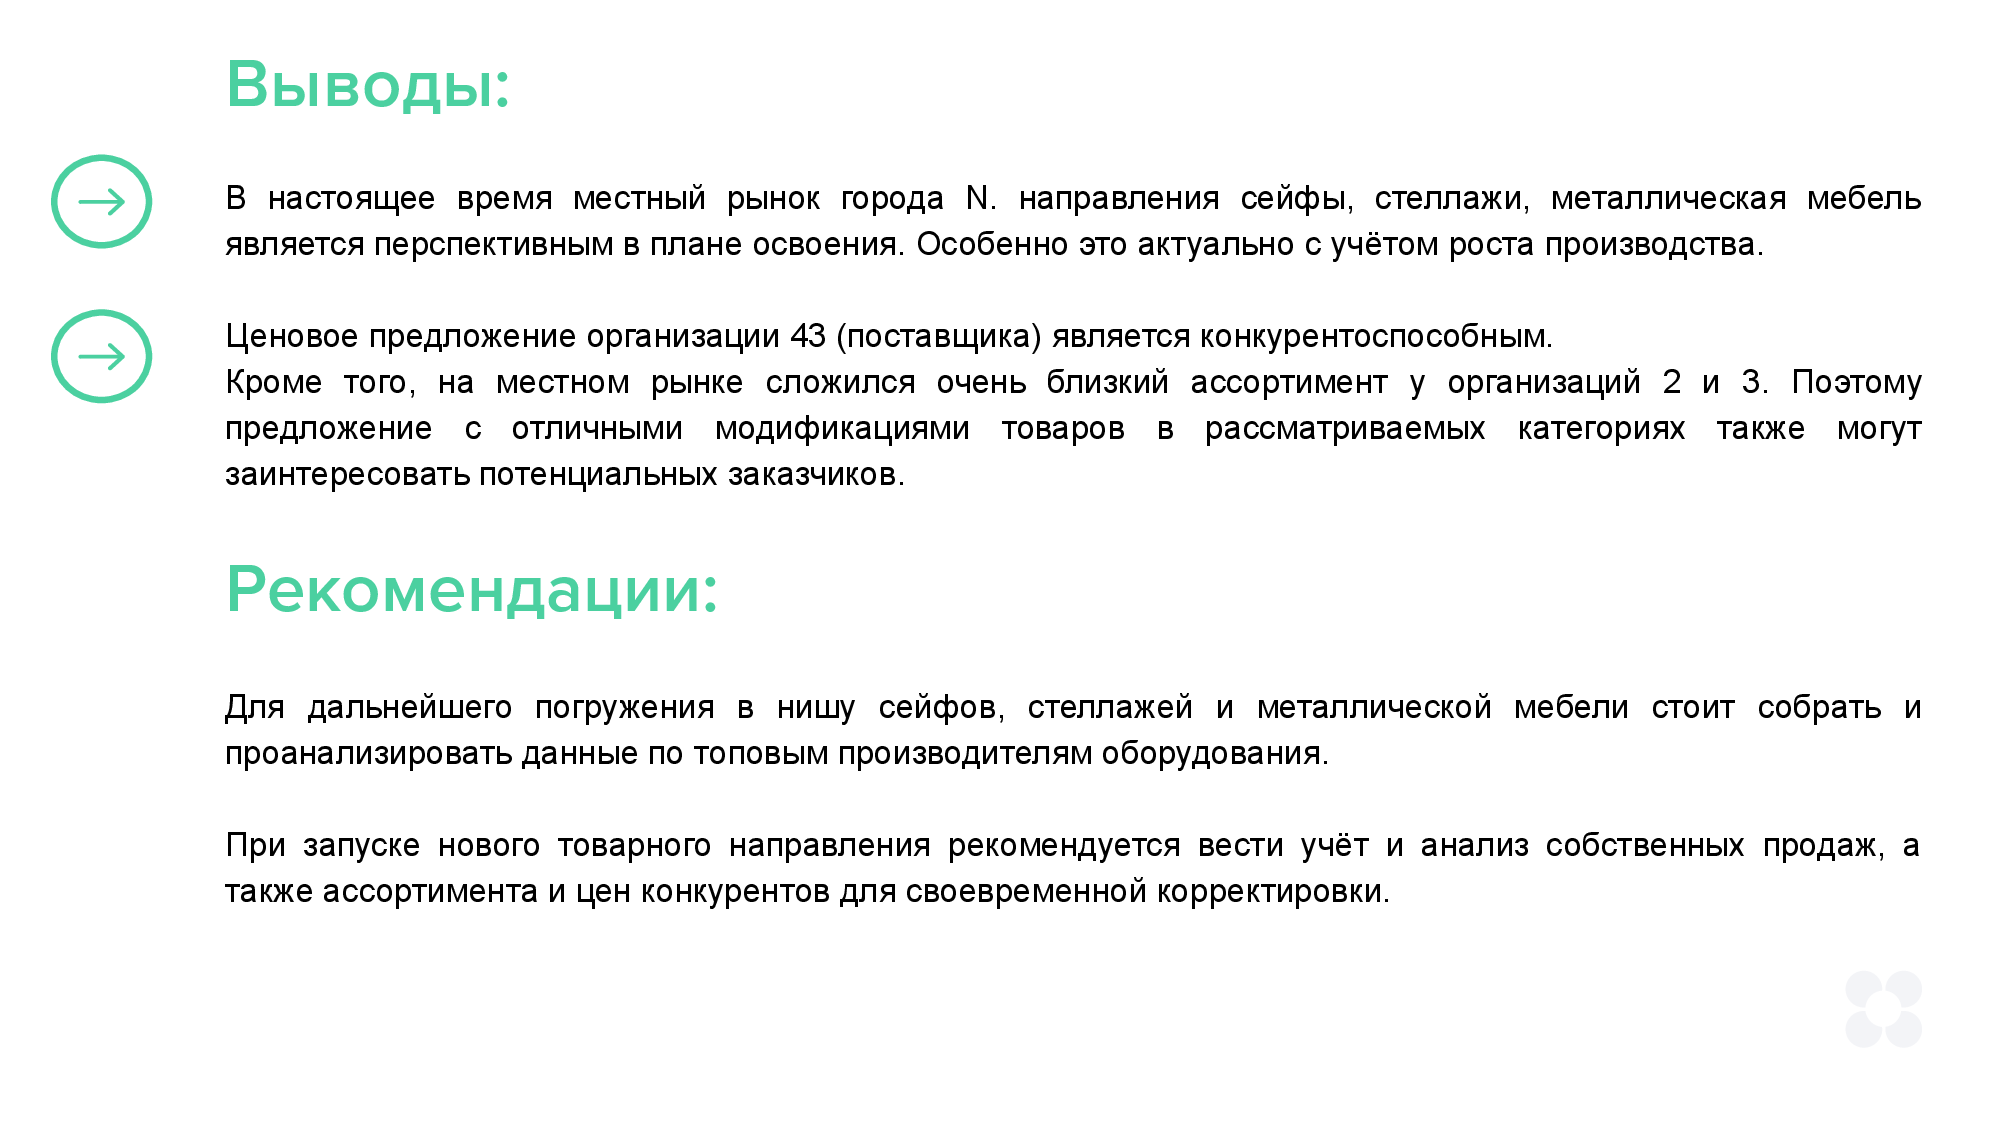 Выводы:
В настоящее время местный рынок города N. направления сейфы, стеллажи, металлическая мебель
является перспективным в плане освоения. Особенно это актуально с учётом роста производства.
Ценовое предложение организации 43 (поставщика) является конкурентоспособным.
Кроме того, на местном рынке сложился очень близкий ассортимент у организаций 2 и 3. Поэтому
предложение с отличными модификациями товаров в рассматриваемых категориях также могут
заинтересовать потенциальных заказчиков.
Рекомендации:
Для дальнейшего погружения в нишу сейфов, стеллажей и металлической мебели стоит собрать и
проанализировать данные по топовым производителям оборудования.
При запуске нового товарного направления рекомендуется вести учёт и анализ собственных продаж, а
также ассортимента и цен конкурентов для своевременной корректировки.